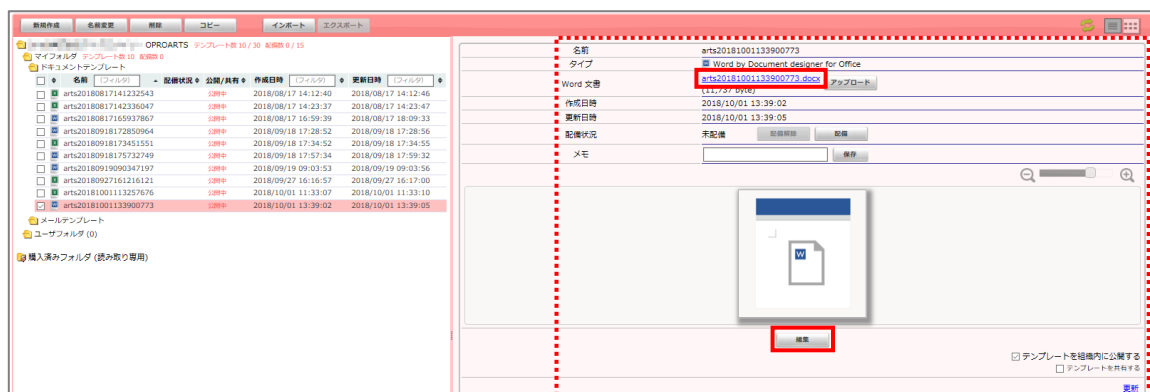 新規作成 名前変更 削除 コピー インポート エクスポート
OPROARTS テンプレート数 10 / 30 配備数 0 / 15
マイフォルダ テンプレート数 10 配備数 0
ドキュメントテンプレート
名前 (フィルタ) 配備状況 公開/共有 作成日時 (フィルタ) 更新日時 (フィルタ)
arts20180817141232543 公開中 2018/08/17 14:12:40 2018/08/17 14:12:46
arts20180817142336047 公開中 2018/08/17 14:23:37 2018/08/17 14:23:47
arts20180817165937867 公開中 2018/08/17 16:59:39 2018/08/17 18:09:33
arts20180918172850964 公開中 2018/09/18 17:28:52 2018/09/18 17:28:56
arts20180918173451551 公開中 2018/09/18 17:34:52 2018/09/18 17:34:55
arts20180918175732749 公開中 2018/09/18 17:57:34 2018/09/18 17:59:32
arts20180919090347197 公開中 2018/09/19 09:03:53 2018/09/19 09:03:56
arts20180927161216121 公開中 2018/09/27 16:16:57 2018/09/27 16:17:00
arts20181001113257676 公開中 2018/10/01 11:33:07 2018/10/01 11:33:10
arts20181001133900773 公開中 2018/10/01 13:39:02 2018/10/01 13:39:05
メールテンプレート
ユーザフォルダ (0)
購入済みフォルダ (読み取り専用)
名前 arts20181001133900773
タイプ Word by Document designer for Office
Word 文書 arts20181001133900773.docx アップロード
(11,737 byte)
作成日時 2018/10/01 13:39:02
更新日時 2018/10/01 13:39:05
配備状況 未配備 配備解除 配備
メモ 保存
W
編集
テンプレートを組織内に公開する
テンプレートを共有する
更新